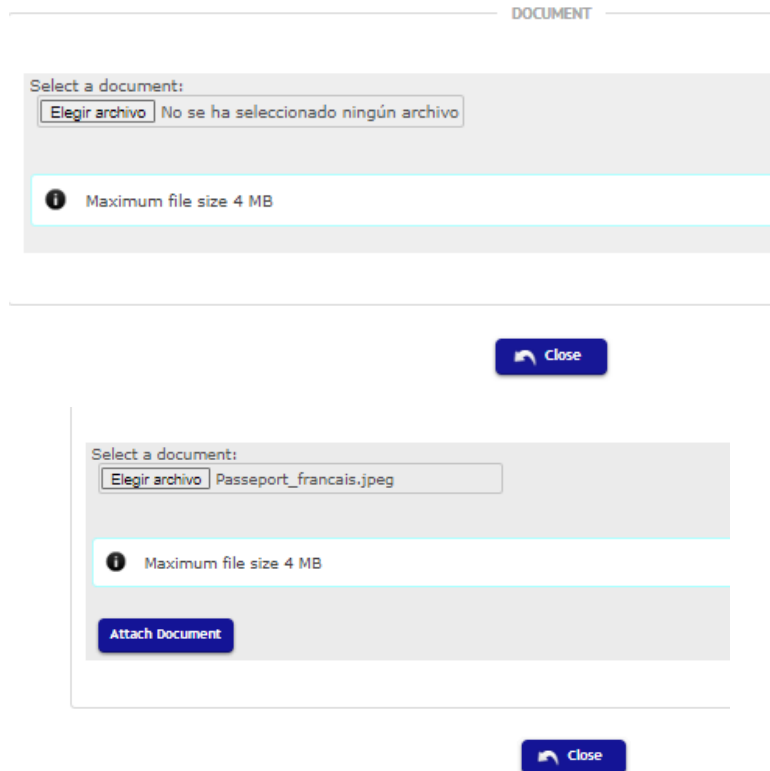 DOCUMENT
Select a document:
Elegir archivo No se ha seleccionado ningún archivo
Maximum file size 4 MB
Close
Select a document:
Elegir archivo Passeport_francais.jpeg
Maximum file size 4 MB
Attach Document
Close